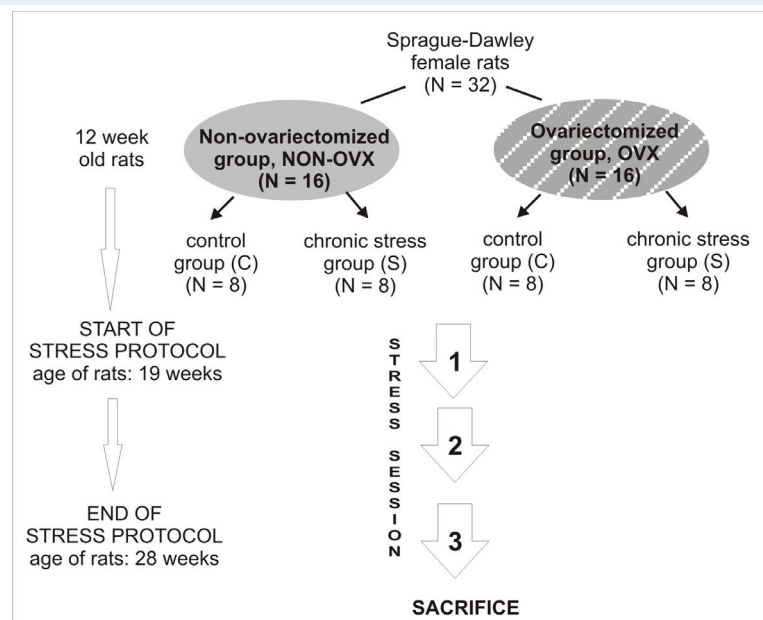 Sprague-Dawley
female rats
(N = 32)
12 week
old rats
Non-ovariectomized
group, NON-OVX
(N = 16)
Ovariectomized
group, OVX
(N = 16)
control
group (C)
(N = 8)
chronic stress
group (S)
(N = 8)
control
group (C)
(N = 8)
chronic stress
group (S)
(N = 8)
START OF
STRESS PROTOCOL
age of rats: 19 weeks
END OF
STRESS PROTOCOL
age of rats: 28 weeks
STRESS SESSION
1
2
3
SACRIFICE